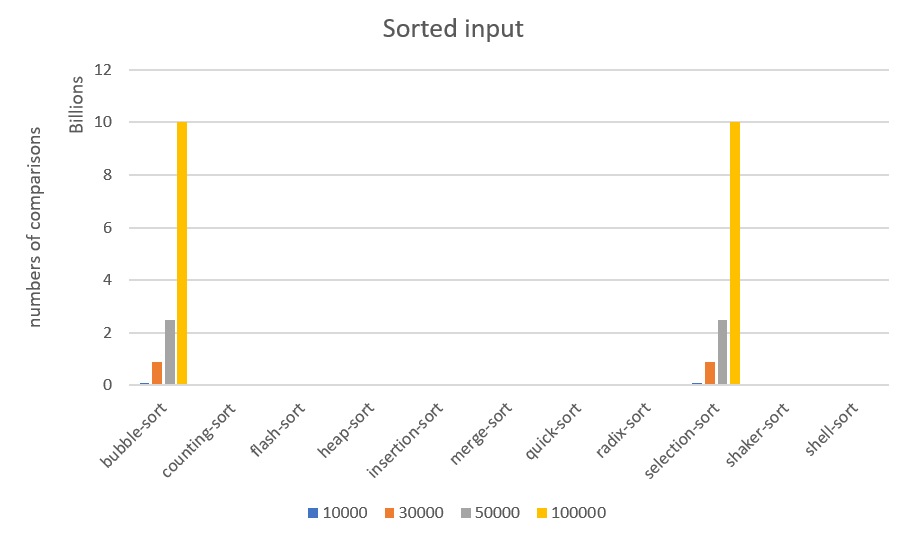 Sorted input
numbers of comparisons
Billions
12
10
8
6
4
2
0
bubble-sort
counting-sort
flash-sort
heap-sort
insertion-sort
merge-sort
quick-sort
radix-sort
selection-sort
shaker-sort
shell-sort
10000 30000 50000 100000